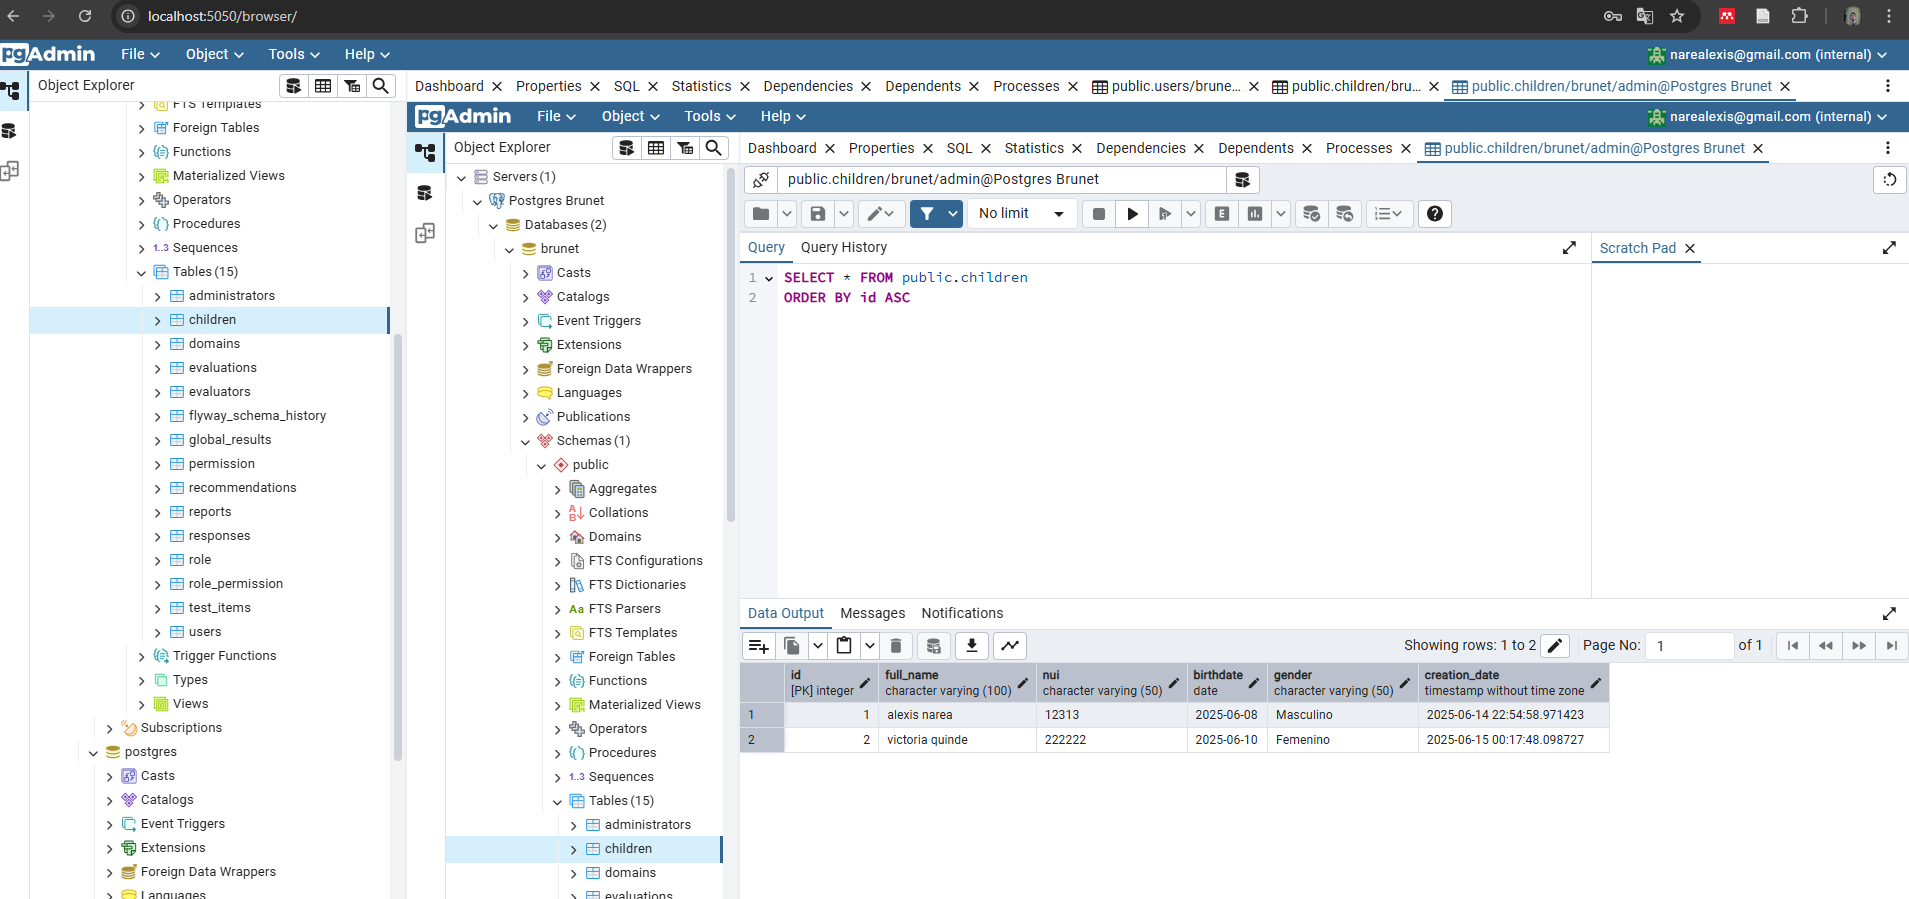 localhost:5050/browser/
pgAdmin File Object Tools Help narealexis@gmail.com (internal)
Object Explorer
Dashboard Properties SQL Statistics Dependencies Dependents Processes public.users/brune... public.children/bru... public.children/brunet/admin@Postgres Brunet
FTS Templates
Foreign Tables
Functions
Materialized Views
Operators
Procedures
1..3 Sequences
Tables (15)
administrators
children
domains
evaluations
evaluators
flyway_schema_history
global_results
permission
recommendations
reports
responses
role
role_permission
test_items
users
Trigger Functions
Types
Views
Subscriptions
postgres
Casts
Catalogs
Event Triggers
Extensions
Foreign Data Wrappers
Languages
pgAdmin File Object Tools Help narealexis@gmail.com (internal)
Object Explorer
Servers (1)
Postgres Brunet
Databases (2)
brunet
Casts
Catalogs
Event Triggers
Extensions
Foreign Data Wrappers
Languages
Publications
Schemas (1)
public
Aggregates
Collations
Domains
FTS Configurations
FTS Dictionaries
Aa FTS Parsers
FTS Templates
Foreign Tables
Functions
Materialized Views
Operators
Procedures
1..3 Sequences
Tables (15)
administrators
children
domains
evaluations
Dashboard Properties SQL Statistics Dependencies Dependents Processes public.children/brunet/admin@Postgres Brunet
public.children/brunet/admin@Postgres Brunet
No limit E
Query Query History
Scratch Pad
1 SELECT * FROM public.children
2 ORDER BY id ASC
Data Output Messages Notifications
Showing rows: 1 to 2 Page No: 1 of 1
id full_name nui birthdate gender creation_date
[PK] integer character varying (100) character varying (50) date character varying (50) timestamp without time zone
1 1 alexis narea 12313 2025-06-08 Masculino 2025-06-14 22:54:58.971423
2 2 victoria quinde 222222 2025-06-10 Femenino 2025-06-15 00:17:48.098727